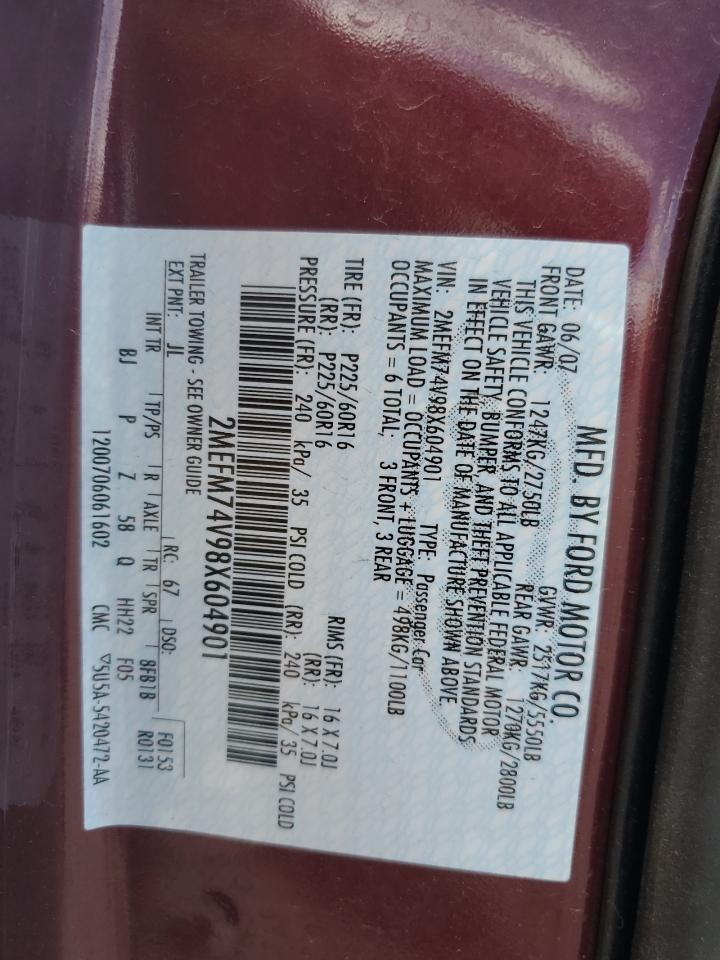 MFD. BY FORD MOTOR CO.
DATE: 06/07 GVWR: 2517KG/5550LB
FRONT GAWR: 1247KG/2750LB REAR GAWR: 1270KG/2800LB
THIS VEHICLE CONFORMS TO ALL APPLICABLE FEDERAL MOTOR
VEHICLE SAFETY, BUMPER, AND THEFT PREVENTION STANDARDS
IN EFFECT ON THE DATE OF MANUFACTURE SHOWN ABOVE.
VIN: 2MEFM74V98X604901 TYPE: Passenger Car
MAXIMUM LOAD = OCCUPANTS + LUGGAGE = 498KG/1100LB
OCCUPANTS = 6 TOTAL; 3 FRONT, 3 REAR
TIRE (FR): P225/60R16 RIMS (FR): 16 X 7.0J
(RR): P225/60R16 (RR): 16 X 7.0J
PRESSURE (FR): 240 kPa/ 35 PSI COLD (RR): 240 kPa/ 35 PSI COLD
2MEFM74V98X604901
TRAILER TOWING - SEE OWNER GUIDE
EXT PNT: JL RC: 67 DSO: F0153
INT TR TP/PS R AXLE TR SPR 8FB1B R0131
BJ P Z 5B Q HH22 F05
1200706061602 CMC ▽5U5A-5420472-AA